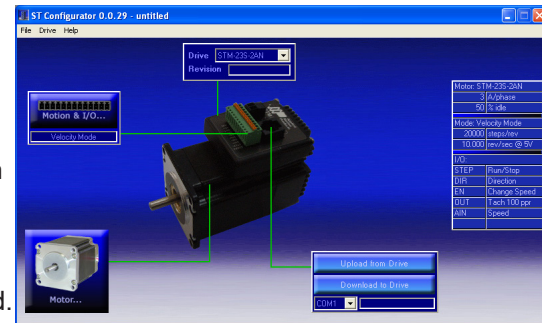 ST Configurator 0.0.29 - untitled
File Drive Help
Drive STM-23S-2AN
Revision
Motion & I/O...
Velocity Mode
Motor: STM-23S-2AN
3 A/phase
50 % idle
Mode: Velocity Mode
20000 steps/rev
10.000 rev/sec @ 5V
I/O:
STEP Run/Stop
DIR Direction
EN Change Speed
OUT Tach 100 ppr
AIN Speed
Motor...
Upload from Drive
Download to Drive
COM1
d.